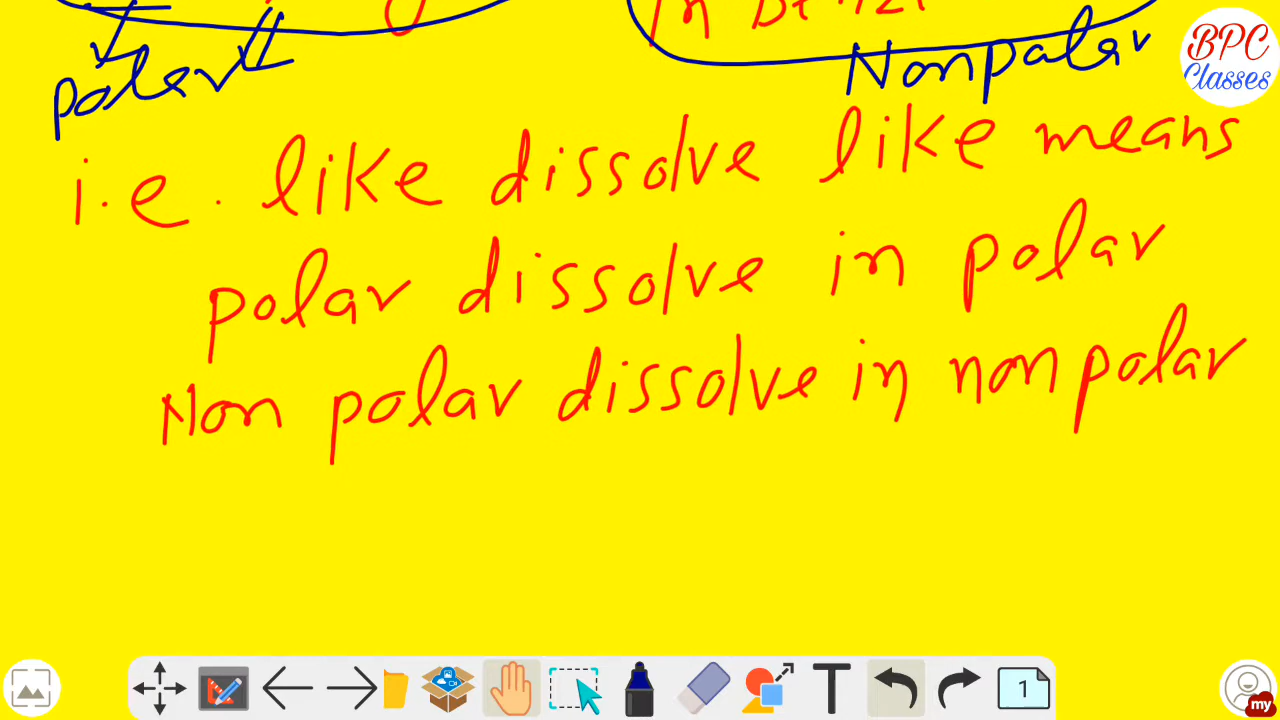 in
polar
Nonpolar
BPC
Classes
i.e. like dissolve like means
polar dissolve in polar
Non polar dissolve in nonpolar
T
1
my